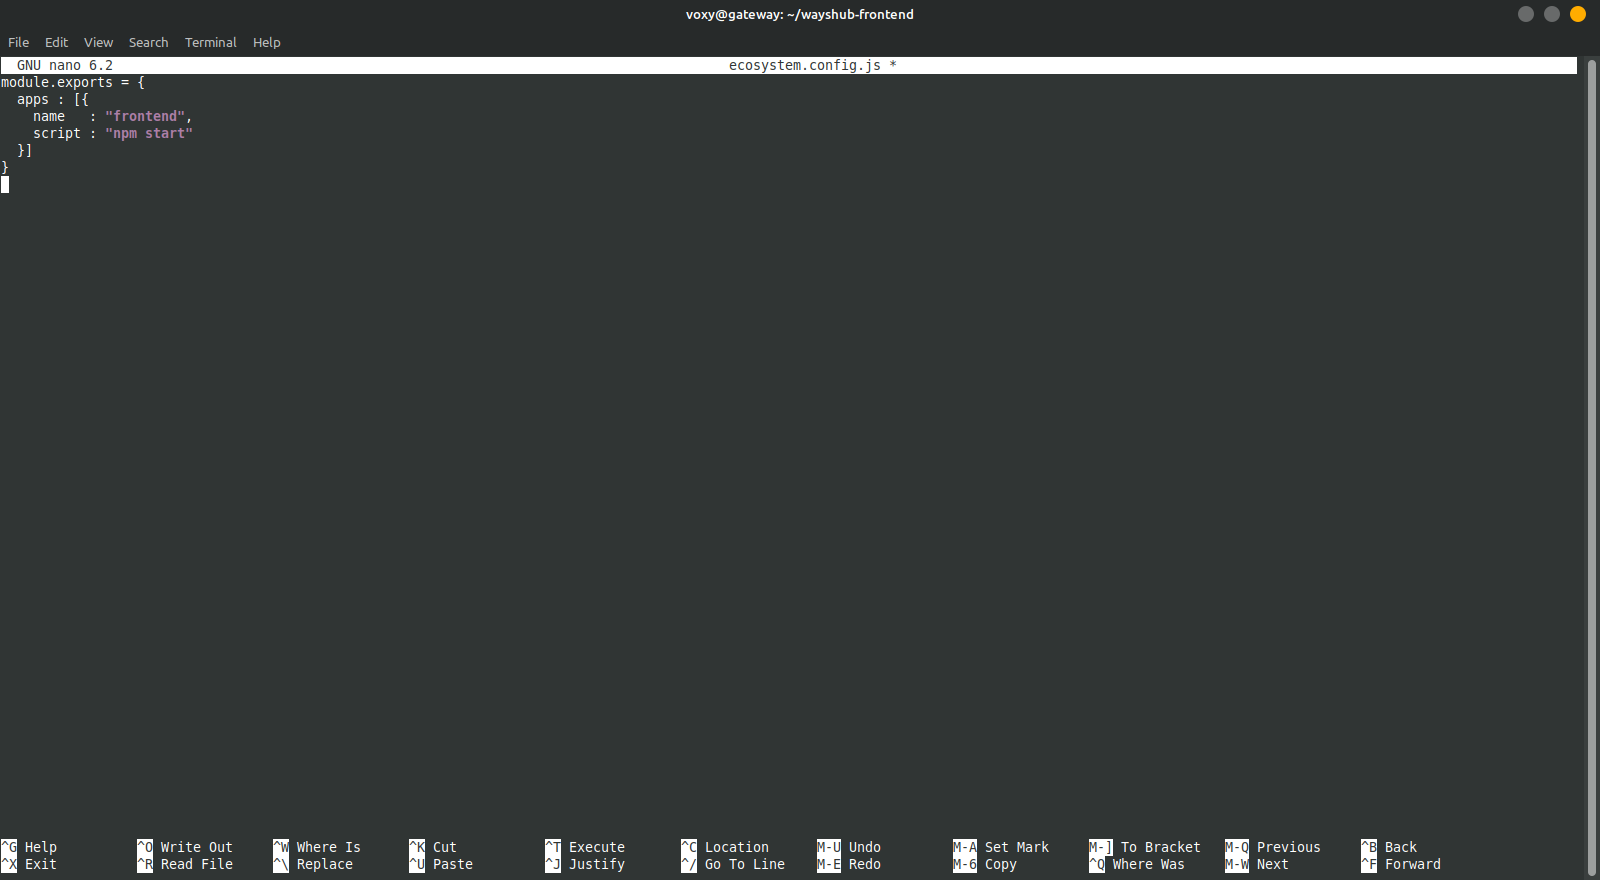 voxy@gateway: ~/wayshub-frontend
File Edit View Search Terminal Help
GNU nano 6.2 ecosystem.config.js *
module.exports = {
  apps : [{
    name   : "frontend",
    script : "npm start"
  }]
}
^G Help ^O Write Out ^W Where Is ^K Cut ^T Execute ^C Location M-U Undo M-A Set Mark M-] To Bracket M-Q Previous ^B Back
^X Exit ^R Read File ^\ Replace ^U Paste ^J Justify ^/ Go To Line M-E Redo M-6 Copy ^Q Where Was M-W Next ^F Forward